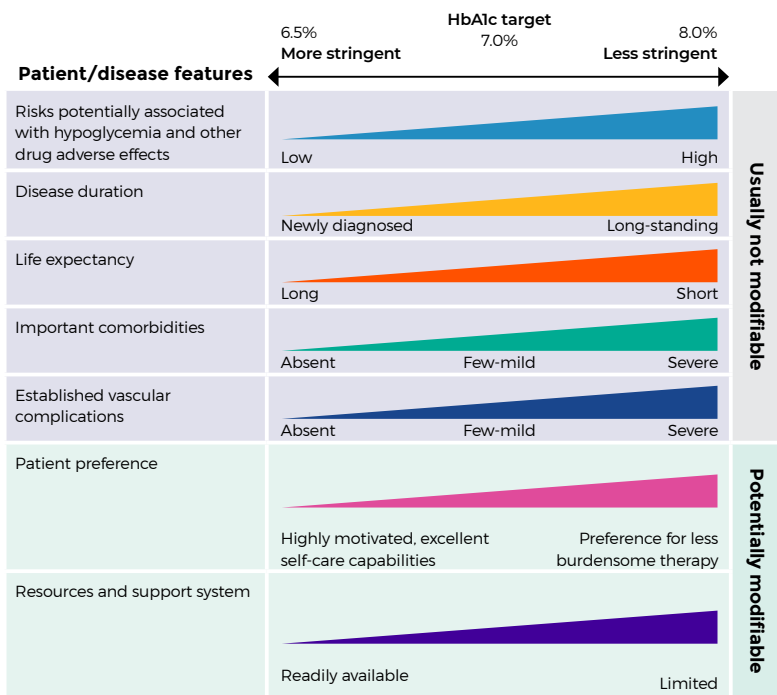 HbA1c target
6.5% 7.0% 8.0%
More stringent Less stringent
Patient/disease features
Risks potentially associated
with hypoglycemia and other
drug adverse effects
Low High
Disease duration
Newly diagnosed Long-standing
Life expectancy
Long Short
Important comorbidities
Absent Few-mild Severe
Established vascular
complications
Absent Few-mild Severe
Usually not modifiable
Patient preference
Highly motivated, excellent
self-care capabilities
Preference for less
burdensome therapy
Resources and support system
Readily available Limited
Potentially modifiable